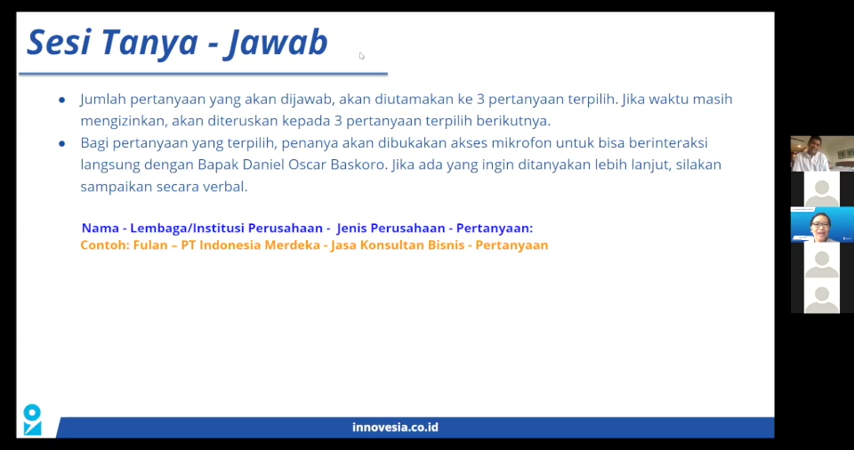 Sesi Tanya - Jawab
● Jumlah pertanyaan yang akan dijawab, akan diutamakan ke 3 pertanyaan terpilih. Jika waktu masih
mengizinkan, akan diteruskan kepada 3 pertanyaan terpilih berikutnya.
● Bagi pertanyaan yang terpilih, penanya akan dibukakan akses mikrofon untuk bisa berinteraksi
langsung dengan Bapak Daniel Oscar Baskoro. Jika ada yang ingin ditanyakan lebih lanjut, silakan
sampaikan secara verbal.
Nama - Lembaga/Institusi Perusahaan - Jenis Perusahaan - Pertanyaan:
Contoh: Fulan – PT Indonesia Merdeka - Jasa Konsultan Bisnis - Pertanyaan
innovesia.co.id